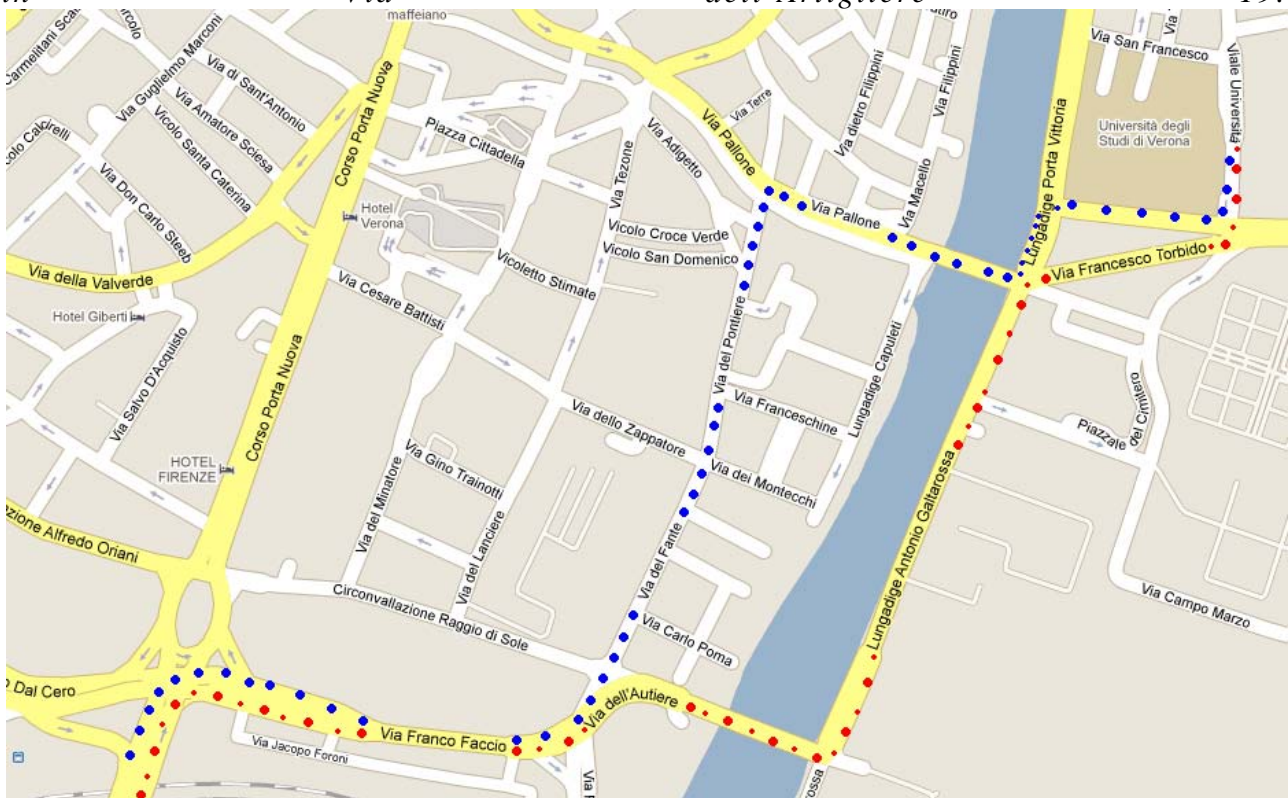 Via dell'Artigliere 19
maffeiano
Via San Francesco
Viale Università
Via Guglielmo Marconi
Via di Sant'Antonio
Via Amatore Sciesa
Vicolo Santa Caterina
Via Don Carlo Steeb
Corso Porta Nuova
Piazza Cittadella
Via Tezone
Via Adigetto
Via Pallone
Via Terre
Via dietro Filippini
Via Filippini
Via Macello
Lungadige Porta Vittoria
Università degli
Studi di Verona
Hotel
Verona
Via Pallone
Vicolo Croce Verde
Vicolo San Domenico
Vicoletto Stimate
Via Francesco Torbido
Via della Valverde
Hotel Giberti
Via Cesare Battisti
Via Salvo D'Acquisto
Corso Porta Nuova
Via del Pontiere
Lungadige Capuleti
Via Franceschine
Via dello Zappatore
Via dei Montecchi
Piazzale
del Cimitero
HOTEL
FIRENZE
Via Gino Trainotti
Via del Minatore
Via del Lanciere
Via del Fante
Lungadige Antonio Galtarossa
Alfredo Oriani
Circonvallazione Raggio di Sole
Via Campo Marzo
Via Carlo Poma
Dal Cero
Via dell'Autiere
Via Franco Faccio
Via Jacopo Foroni